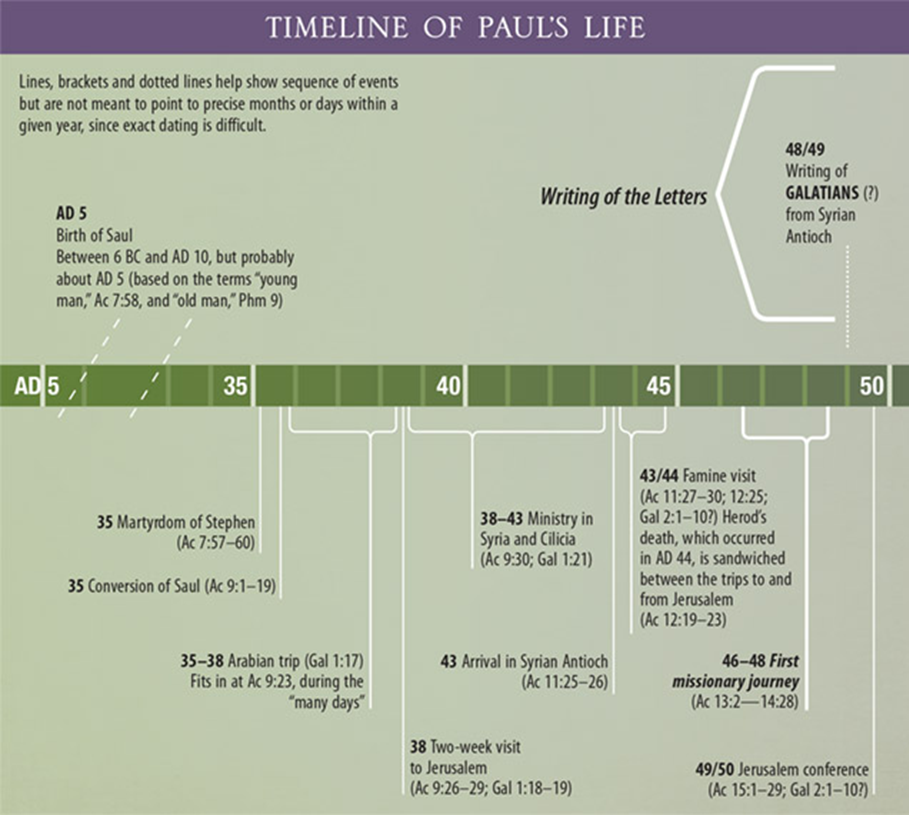 TIMELINE OF PAUL'S LIFE
Lines, brackets and dotted lines help show sequence of events
but are not meant to point to precise months or days within a
given year, since exact dating is difficult.
48/49
Writing of
GALATIANS (?)
from Syrian
Antioch
Writing of the Letters
AD 5
Birth of Saul
Between 6 BC and AD 10, but probably
about AD 5 (based on the terms “young
man,” Ac 7:58, and “old man,” Phm 9)
AD 5 35 40 45 50
35 Martyrdom of Stephen
(Ac 7:57–60)
35 Conversion of Saul (Ac 9:1–19)
35–38 Arabian trip (Gal 1:17)
Fits in at Ac 9:23, during the
“many days”
38 Two-week visit
to Jerusalem
(Ac 9:26–29; Gal 1:18–19)
38–43 Ministry in
Syria and Cilicia
(Ac 9:30; Gal 1:21)
43 Arrival in Syrian Antioch
(Ac 11:25–26)
43/44 Famine visit
(Ac 11:27–30; 12:25;
Gal 2:1–10?) Herod’s
death, which occurred
in AD 44, is sandwiched
between the trips to and
from Jerusalem
(Ac 12:19–23)
46–48 First
missionary journey
(Ac 13:2—14:28)
49/50 Jerusalem conference
(Ac 15:1–29; Gal 2:1–10?)